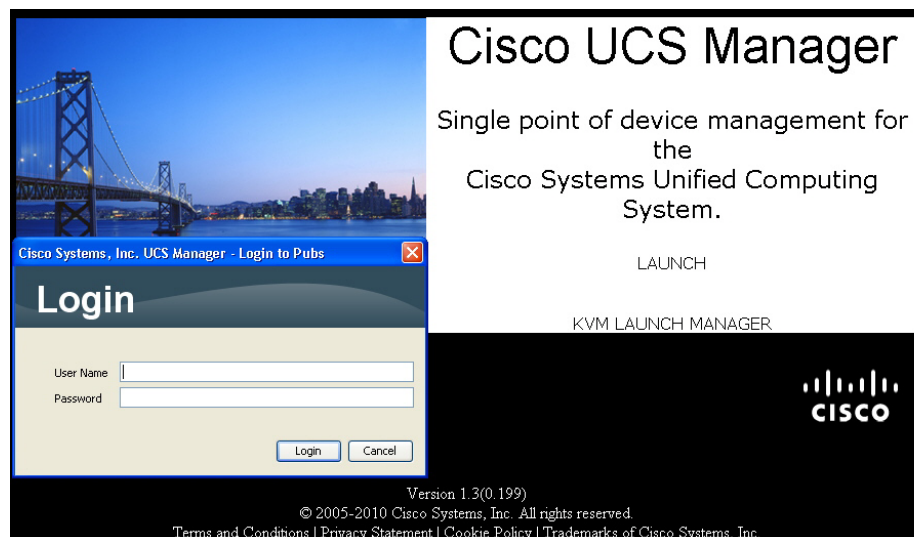 Cisco UCS Manager
Single point of device management for
the
Cisco Systems Unified Computing
System.
LAUNCH
KVM LAUNCH MANAGER
Cisco Systems, Inc. UCS Manager - Login to Pubs
Login
User Name
Password
Login Cancel
CISCO
Version 1.3(0.199)
© 2005-2010 Cisco Systems, Inc. All rights reserved.
Terms and Conditions | Privacy Statement | Cookie Policy | Trademarks of Cisco Systems, Inc.